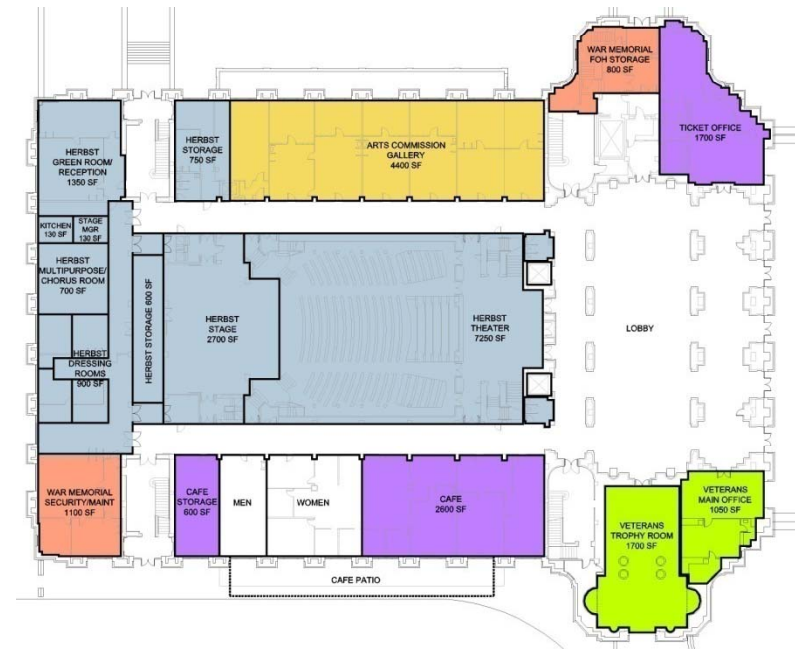 WAR MEMORIAL
FOH STORAGE
800 SF
TICKET OFFICE
1700 SF
HERBST
GREEN ROOM/
RECEPTION
1350 SF
HERBST
STORAGE
750 SF
ARTS COMMISSION
GALLERY
4400 SF
KITCHEN
130 SF
STAGE
MGR
130 SF
HERBST
MULTIPURPOSE/
CHORUS ROOM
700 SF
HERBST STORAGE 600 SF
HERBST
STAGE
2700 SF
HERBST
THEATER
7250 SF
LOBBY
HERBST
DRESSING
ROOMS
900 SF
WAR MEMORIAL
SECURITY/MAINT
1100 SF
CAFE
STORAGE
600 SF
MEN
WOMEN
CAFE
2600 SF
VETERANS
MAIN OFFICE
1050 SF
VETERANS
TROPHY ROOM
1700 SF
CAFE PATIO